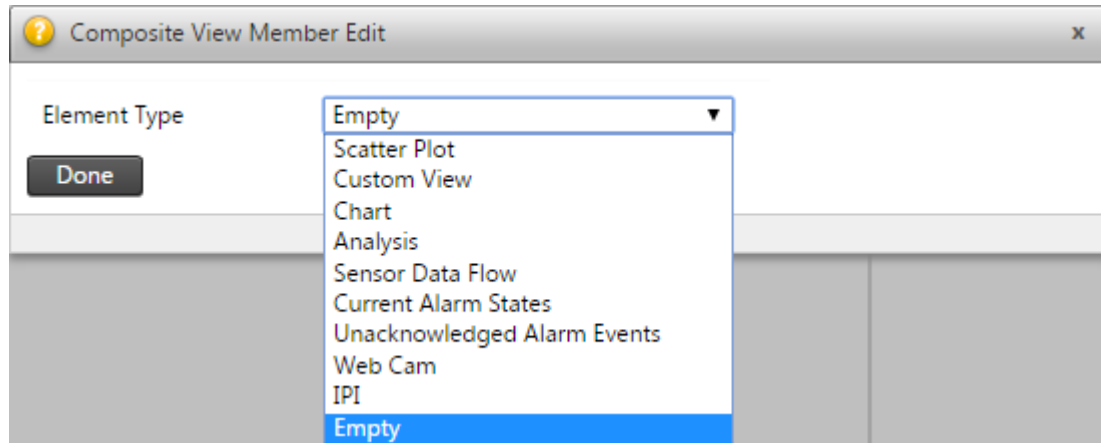 ? Composite View Member Edit x
Element Type Empty ▼
Scatter Plot
Done
Custom View
Chart
Analysis
Sensor Data Flow
Current Alarm States
Unacknowledged Alarm Events
Web Cam
IPI
Empty